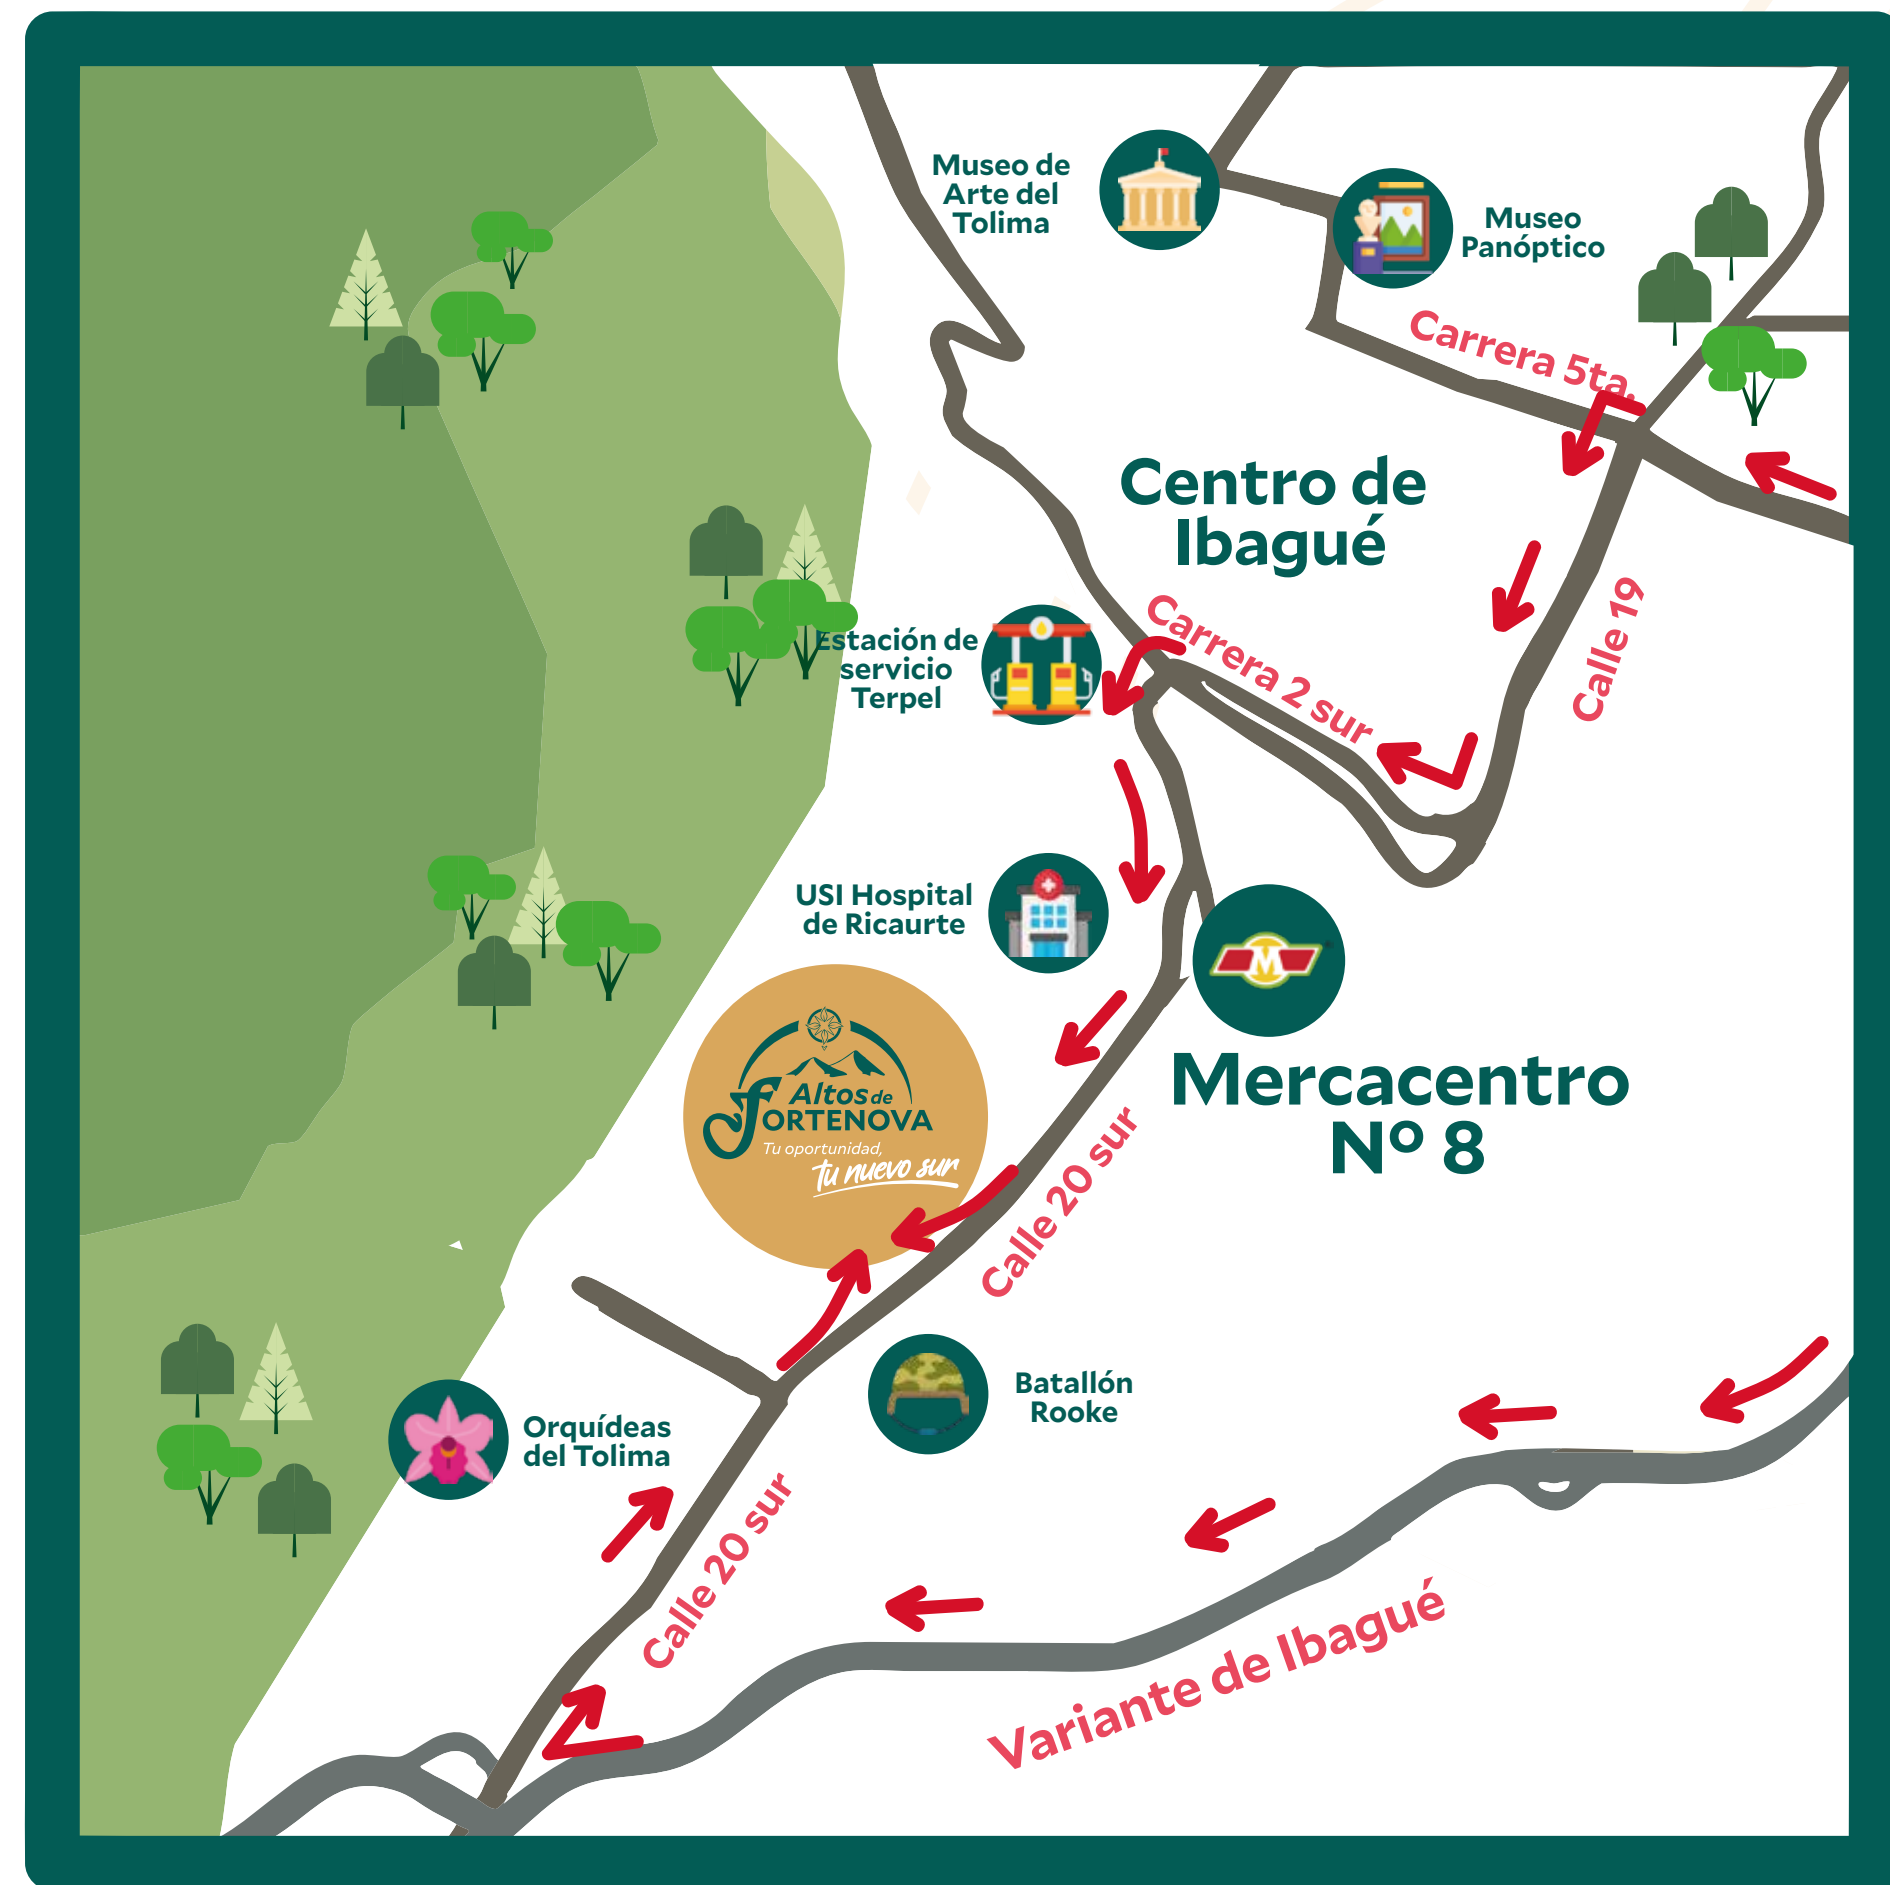 Museo de
Arte del
Tolima
Museo
Panóptico
Carrera 5ta.
Centro de
Ibagué
Calle 19
Carrera 2 sur
Estación de
servicio
Terpel
USI Hospital
de Ricaurte
M
Mercacentro
Nº 8
Altos de
FORTENOVA
Tu oportunidad,
tu nuevo sur
Calle 20 sur
Batallón
Rooke
Orquídeas
del Tolima
Calle 20 sur
Variante de Ibagué